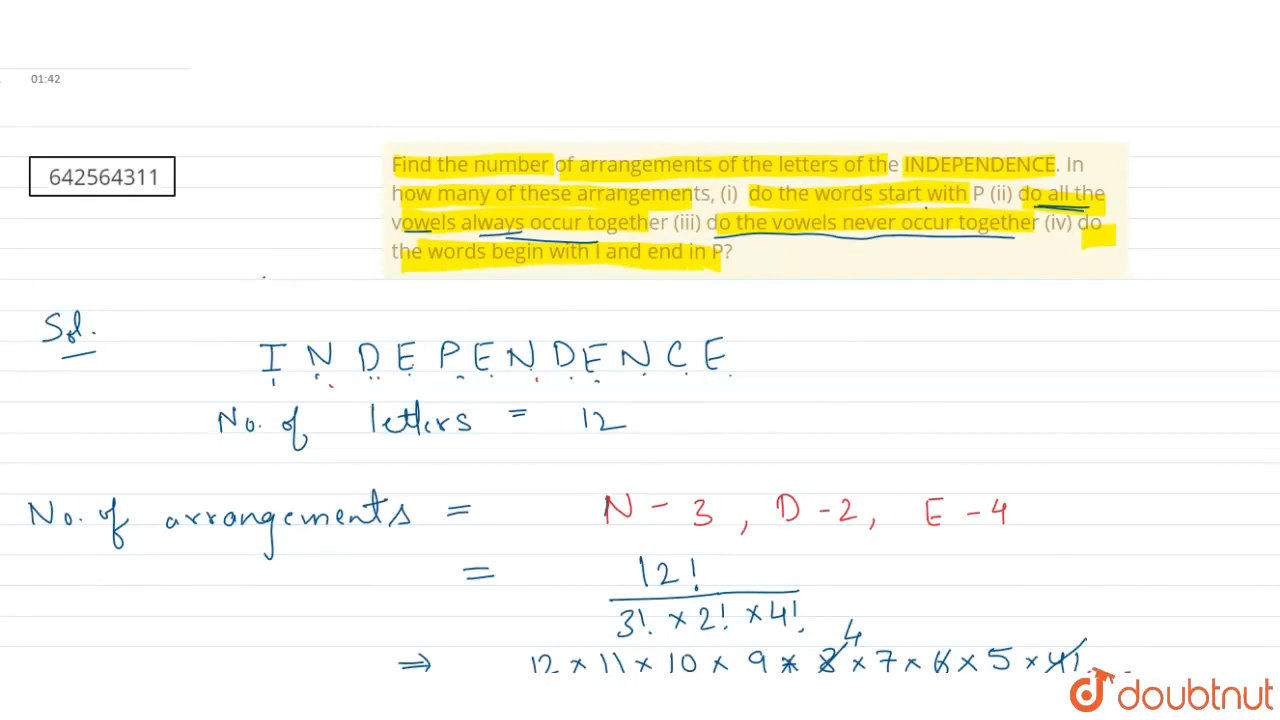 01:42
642564311
Find the number of arrangements of the letters of the INDEPENDENCE. In
how many of these arrangements, (i) do the words start with P (ii) do all the
vowels always occur together (iii) do the vowels never occur together (iv) do
the words begin with I and end in P?
Sol.
I N D E P E N D E N C E
No. of letters = 12
No. of arrangements = N - 3, D - 2, E - 4
= 12!
3! × 2! × 4!
4
⇒ 12 × 11 × 10 × 9 × 8 × 7 × 6 × 5 × 4!
doubtnut